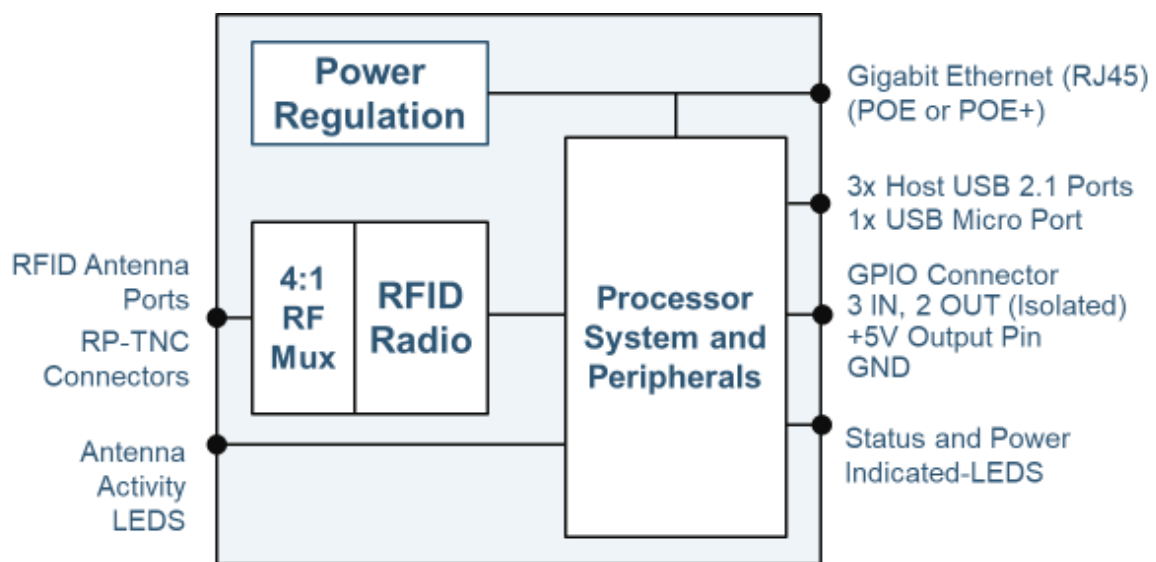 Power
Regulation
Gigabit Ethernet (RJ45)
(POE or POE+)
3x Host USB 2.1 Ports
1x USB Micro Port
RFID Antenna
Ports
RP-TNC
Connectors
4:1
RF
Mux
RFID
Radio
Processor
System and
Peripherals
GPIO Connector
3 IN, 2 OUT (Isolated)
+5V Output Pin
GND
Antenna
Activity
LEDS
Status and Power
Indicated-LEDS